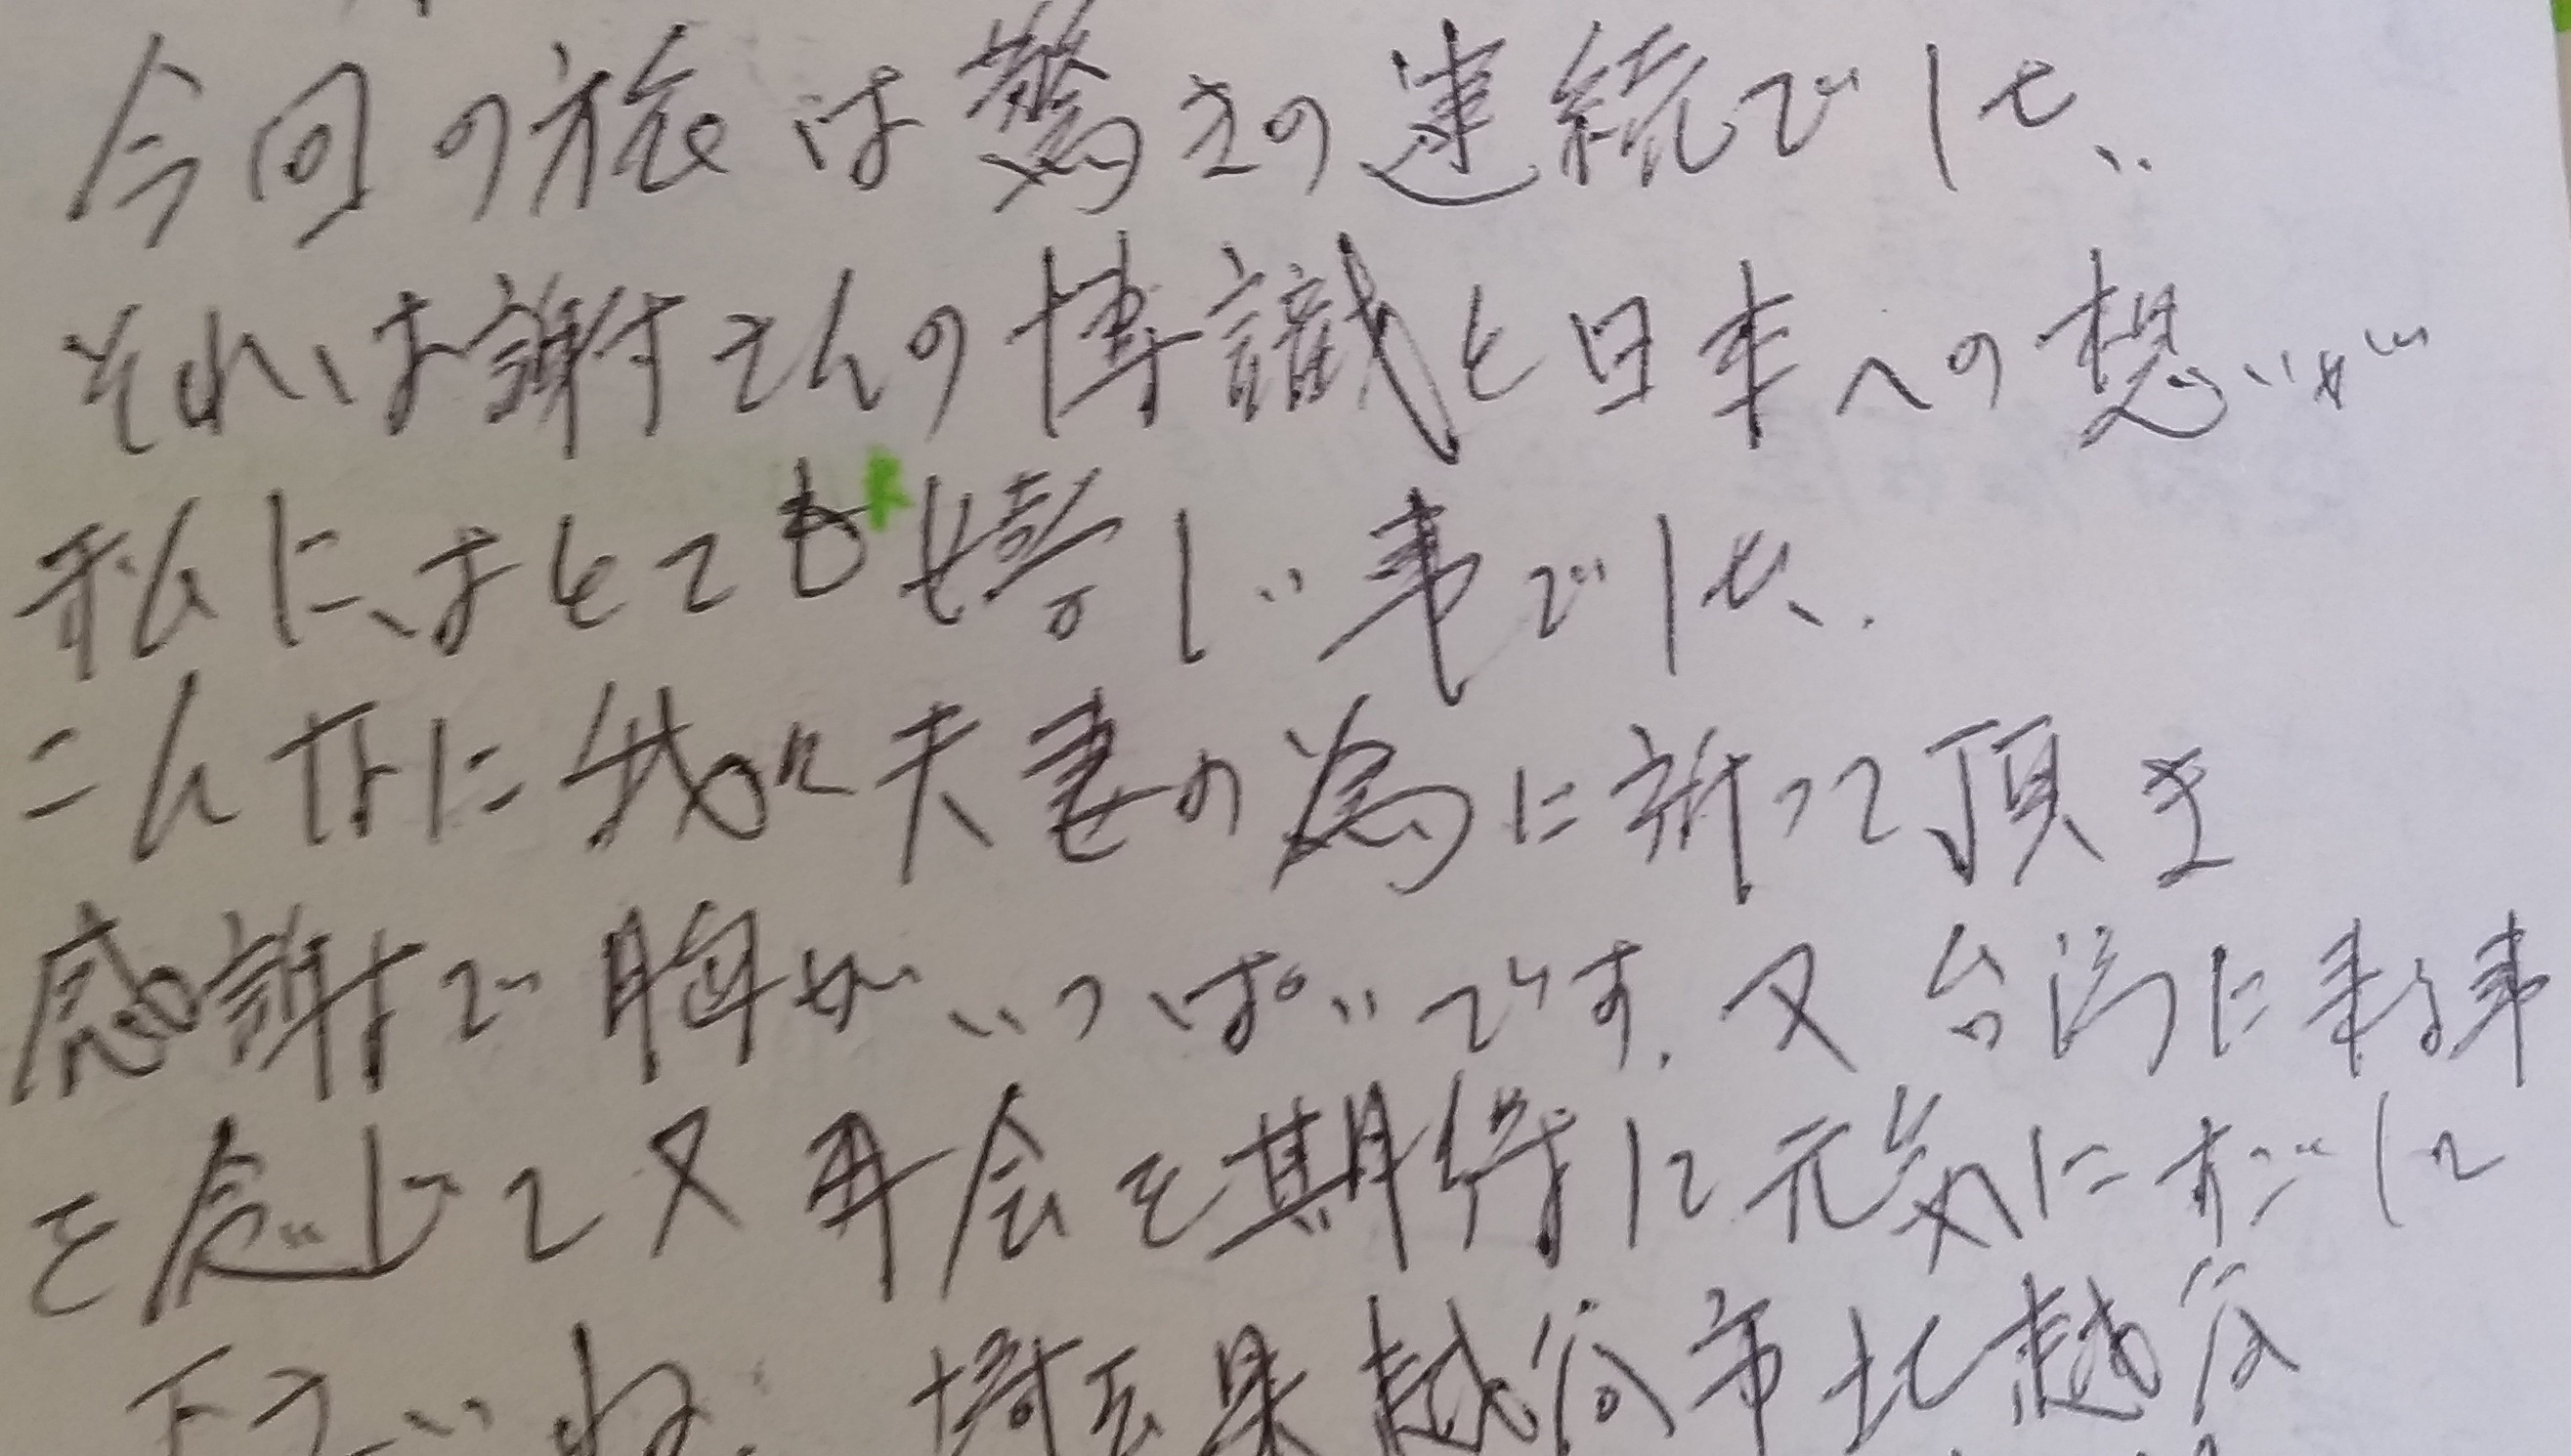 今回の旅は驚きの連続でした、
それは謝さんの博識と日本への想いが
私にはとても嬉しい事でした.
こんなに我々夫妻の為に祈って頂き
感謝で胸がいっぱいです. 又 台湾に来る事
を念じて又再会を期待して元気にすごして
下さいね. 埼玉県越谷市北越谷